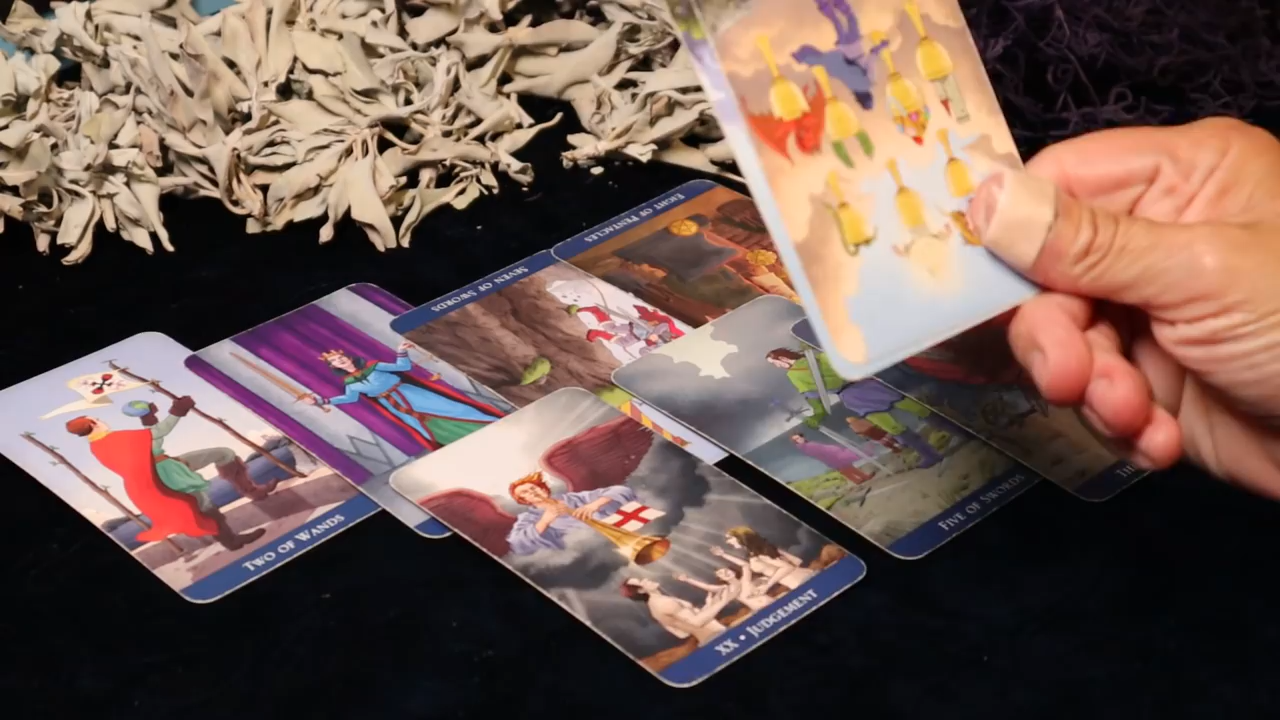 EIGHT OF PENTACLES
SEVEN OF SWORDS
TWO OF WANDS
FIVE OF SWORDS
XX • JUDGEMENT